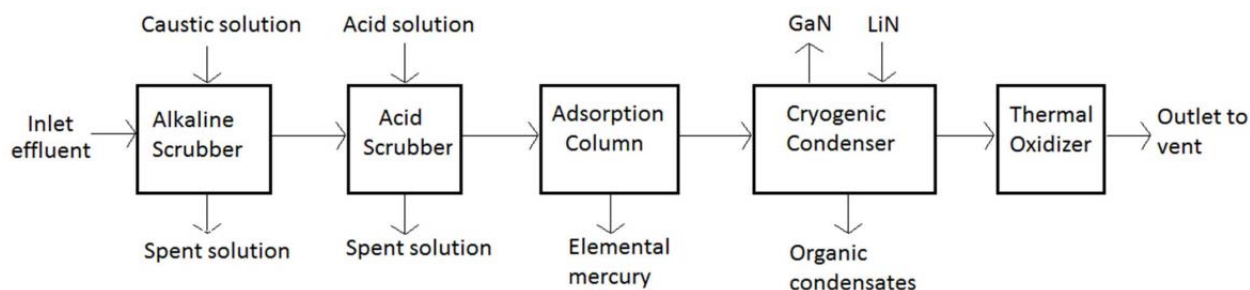 Caustic solution
Acid solution
GaN
LiN
Inlet
effluent
Alkaline
Scrubber
Acid
Scrubber
Adsorption
Column
Cryogenic
Condenser
Thermal
Oxidizer
Outlet to
vent
Spent solution
Spent solution
Elemental
mercury
Organic
condensates